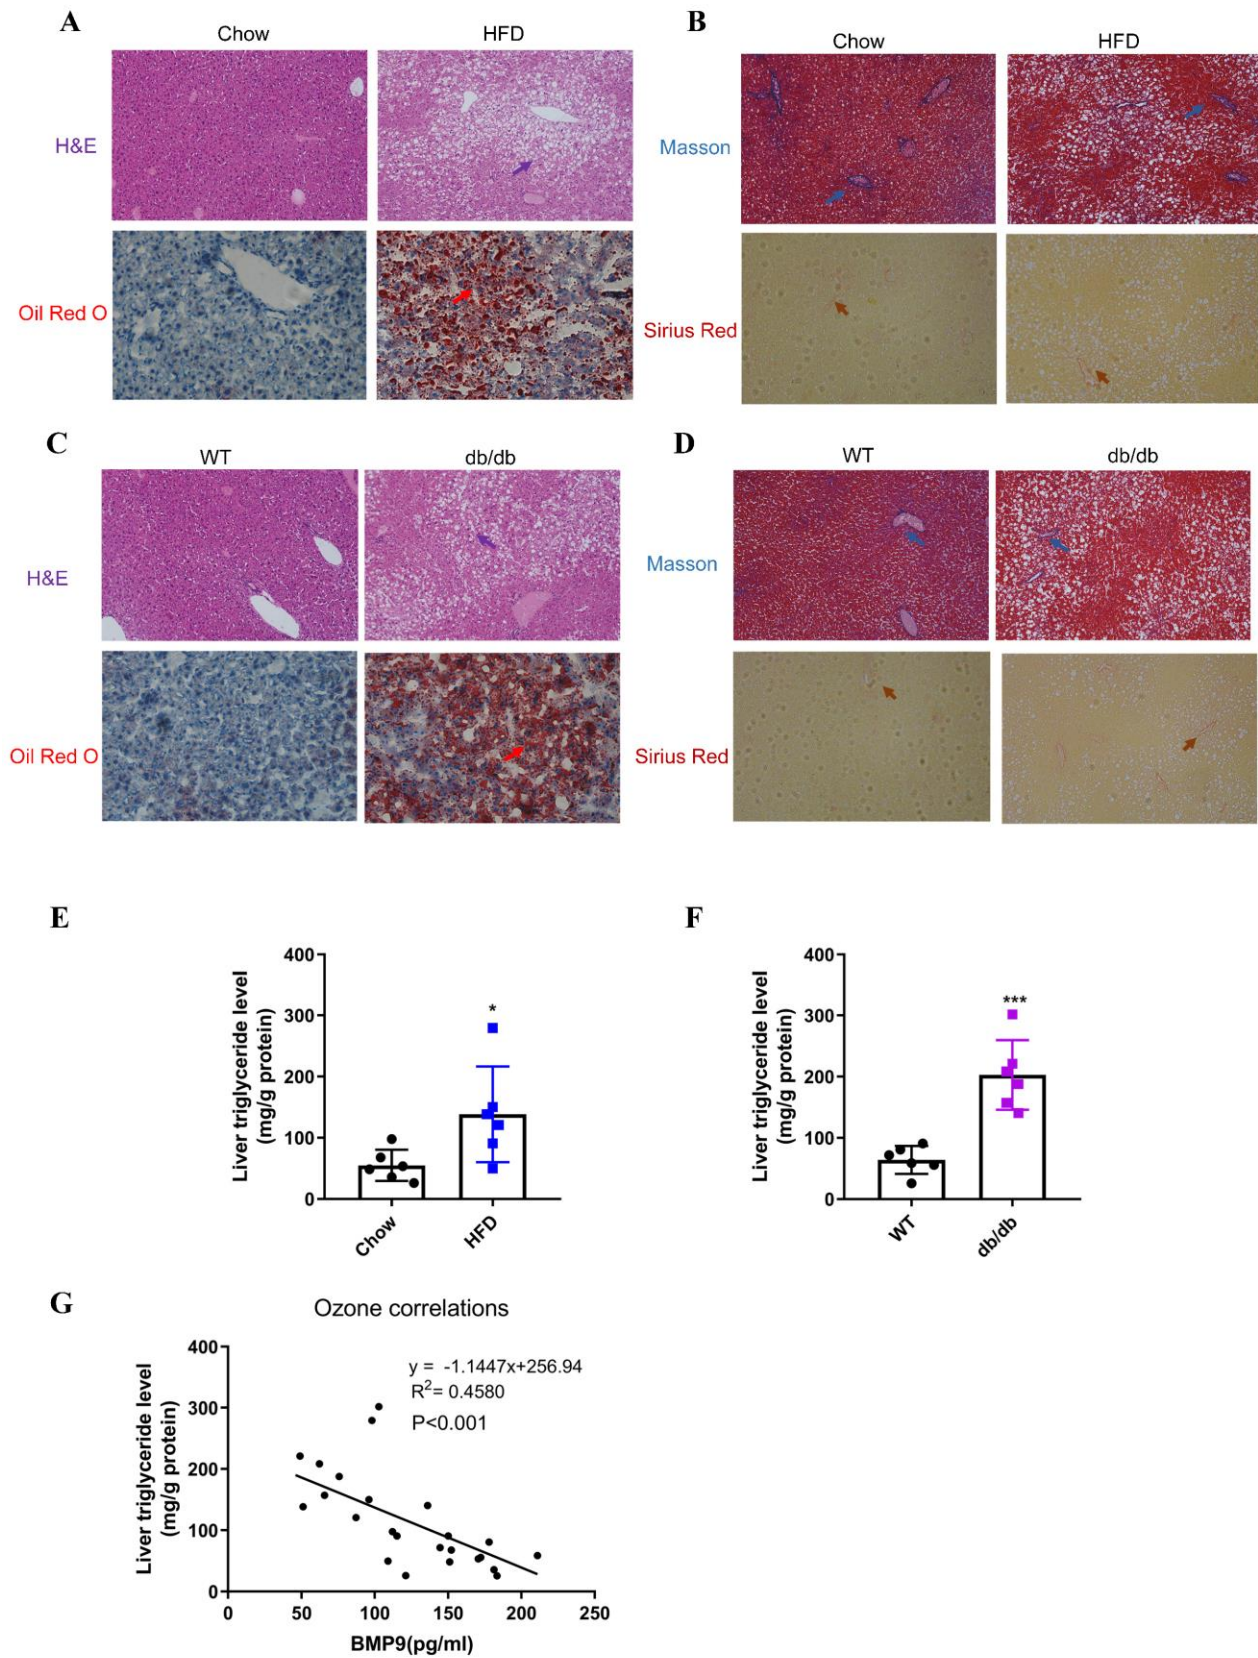 A
Chow
HFD
H&E
Oil Red O
B
Chow
HFD
Masson
Sirius Red
C
WT
db/db
H&E
Oil Red O
D
WT
db/db
Masson
Sirius Red
E
Liver triglyceride level
(mg/g protein)
400
300
200
100
0
*
Chow
HFD
F
Liver triglyceride level
(mg/g protein)
400
300
200
100
0
***
WT
db/db
G
Ozone correlations
Liver triglyceride level
(mg/g protein)
400
300
200
100
0
y = -1.1447x+256.94
R²= 0.4580
P<0.001
0 50 100 150 200 250
BMP9(pg/ml)